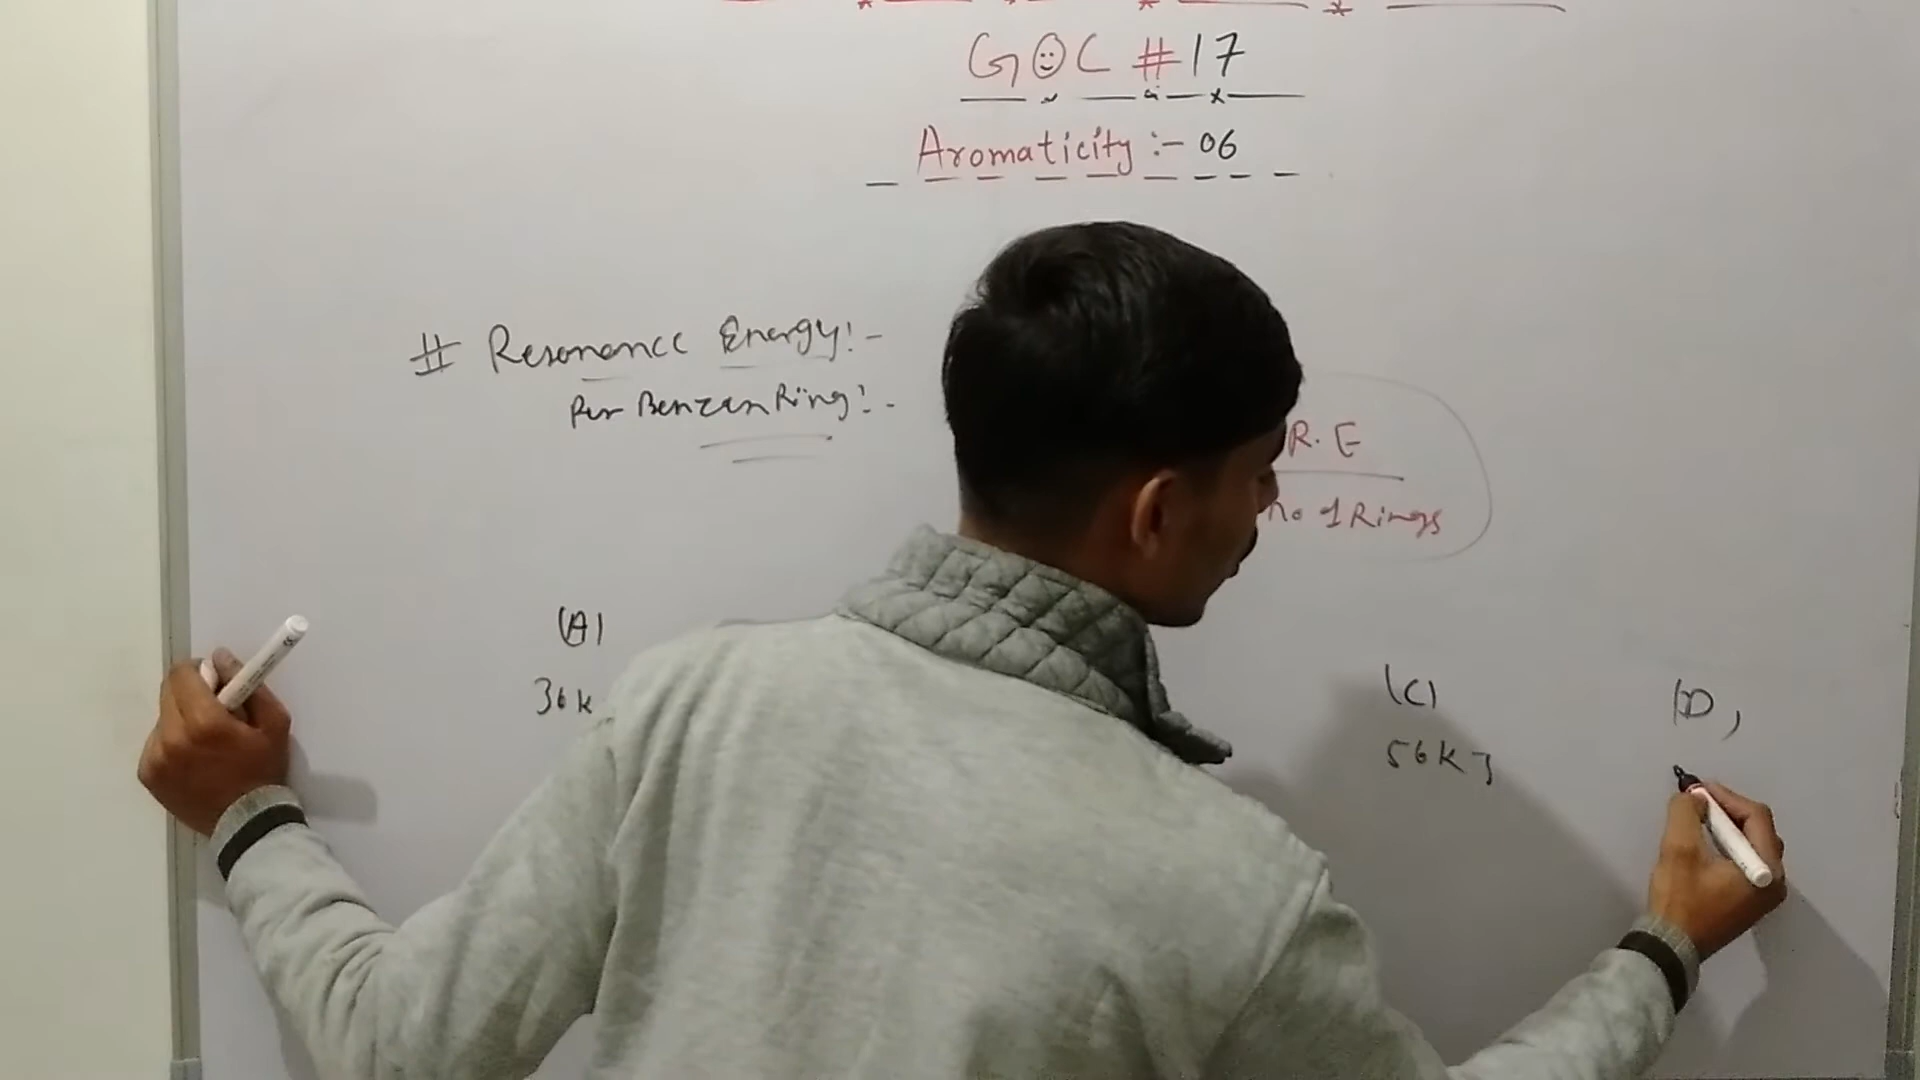 GOC #17
Aromaticity :- 06
# Resonance Energy :-
Per Benzen Ring :-
R.E
no of Rings
(A)
36 k
(C)
56 kJ
(D)